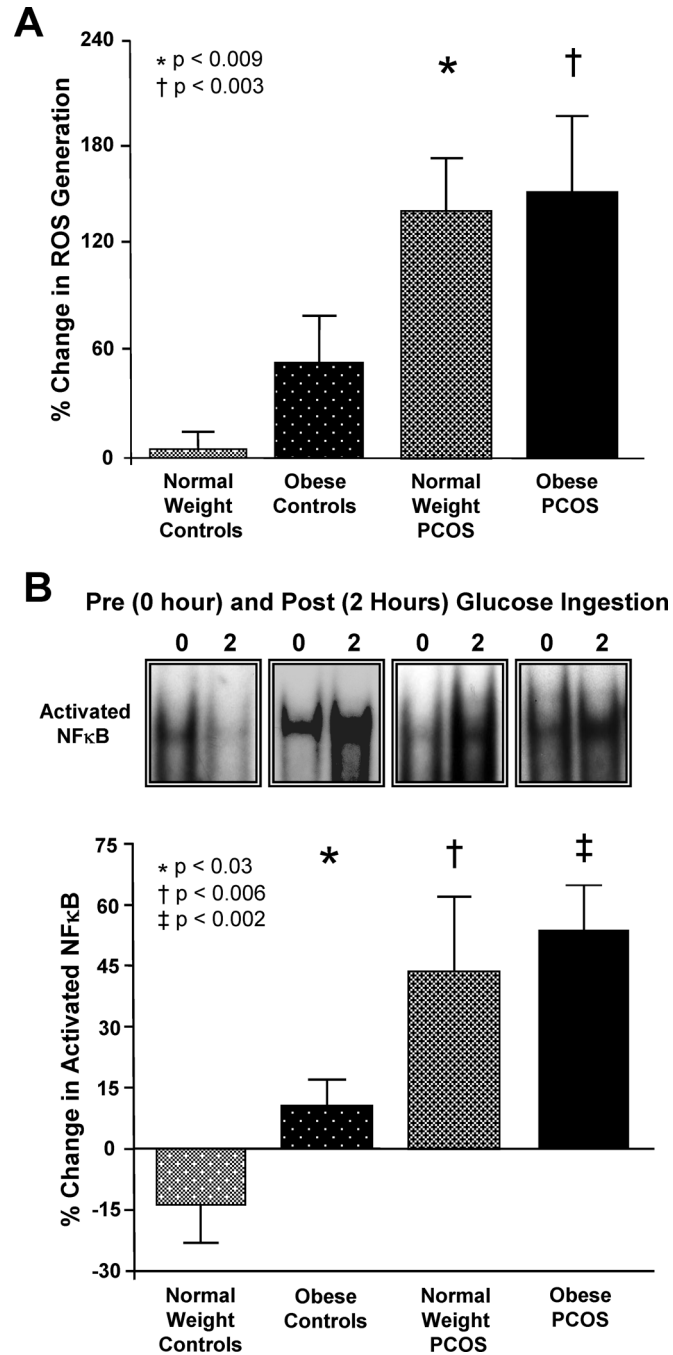 A
240
180
120
60
0
% Change in ROS Generation
* p < 0.009
† p < 0.003
*
†
Normal
Weight
Controls
Obese
Controls
Normal
Weight
PCOS
Obese
PCOS
B
Pre (0 hour) and Post (2 Hours) Glucose Ingestion
0 2 0 2 0 2 0 2
Activated
NFκB
75
60
45
30
15
0
-15
-30
% Change in Activated NFκB
* p < 0.03
† p < 0.006
‡ p < 0.002
*
†
‡
Normal
Weight
Controls
Obese
Controls
Normal
Weight
PCOS
Obese
PCOS